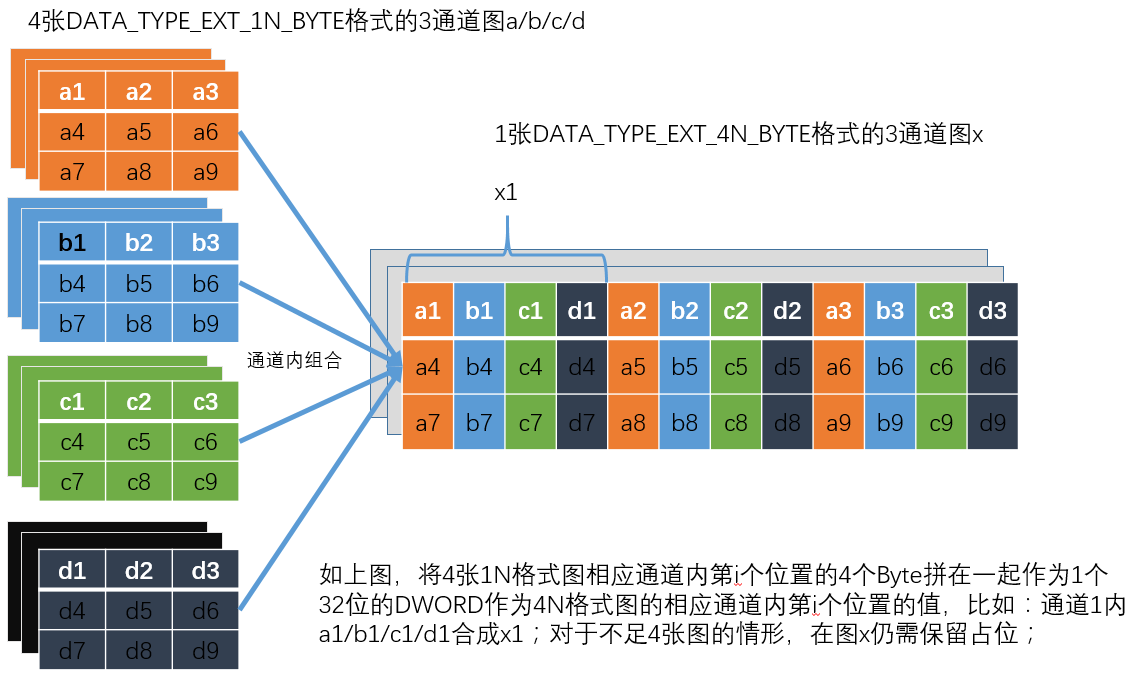 4张DATA_TYPE_EXT_1N_BYTE格式的3通道图a/b/c/d
a1 a2 a3
a4 a5 a6
a7 a8 a9
b1 b2 b3
b4 b5 b6
b7 b8 b9
c1 c2 c3
c4 c5 c6
c7 c8 c9
d1 d2 d3
d4 d5 d6
d7 d8 d9
通道内组合
1张DATA_TYPE_EXT_4N_BYTE格式的3通道图x
x1
a1 b1 c1 d1 a2 b2 c2 d2 a3 b3 c3 d3
a4 b4 c4 d4 a5 b5 c5 d5 a6 b6 c6 d6
a7 b7 c7 d7 a8 b8 c8 d8 a9 b9 c9 d9
如上图，将4张1N格式图相应通道内第i个位置的4个Byte拼在一起作为1个
32位的DWORD作为4N格式图的相应通道内第i个位置的值，比如：通道1内
a1/b1/c1/d1合成x1；对于不足4张图的情形，在图x仍需保留占位；